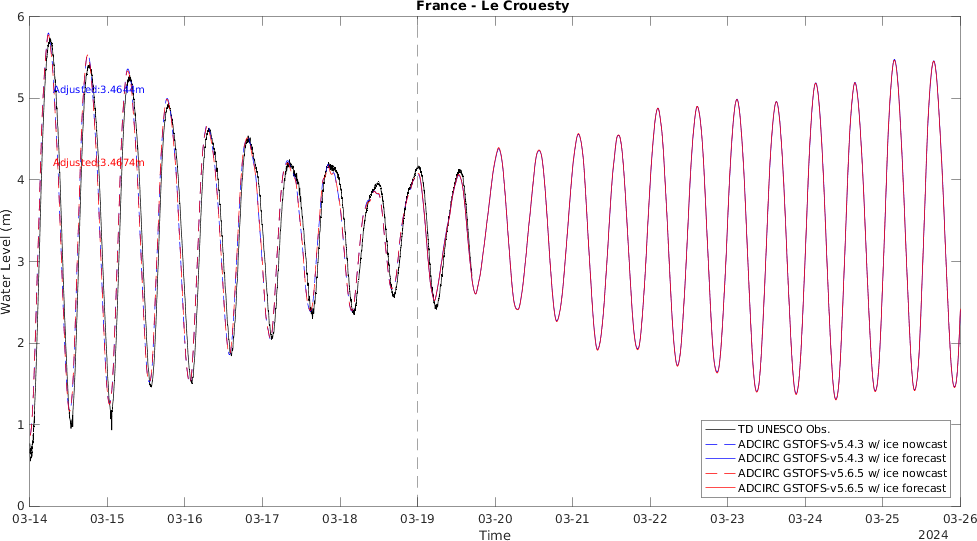 France - Le Crouesty
6
5
4
3
2
1
0
Water Level (m)
Adjusted:3.4644m
Adjusted:3.4674m
TD UNESCO Obs.
ADCIRC GSTOFS-v5.4.3 w/ ice nowcast
ADCIRC GSTOFS-v5.4.3 w/ ice forecast
ADCIRC GSTOFS-v5.6.5 w/ ice nowcast
ADCIRC GSTOFS-v5.6.5 w/ ice forecast
03-14 03-15 03-16 03-17 03-18 03-19 03-20 03-21 03-22 03-23 03-24 03-25 03-26
Time
2024